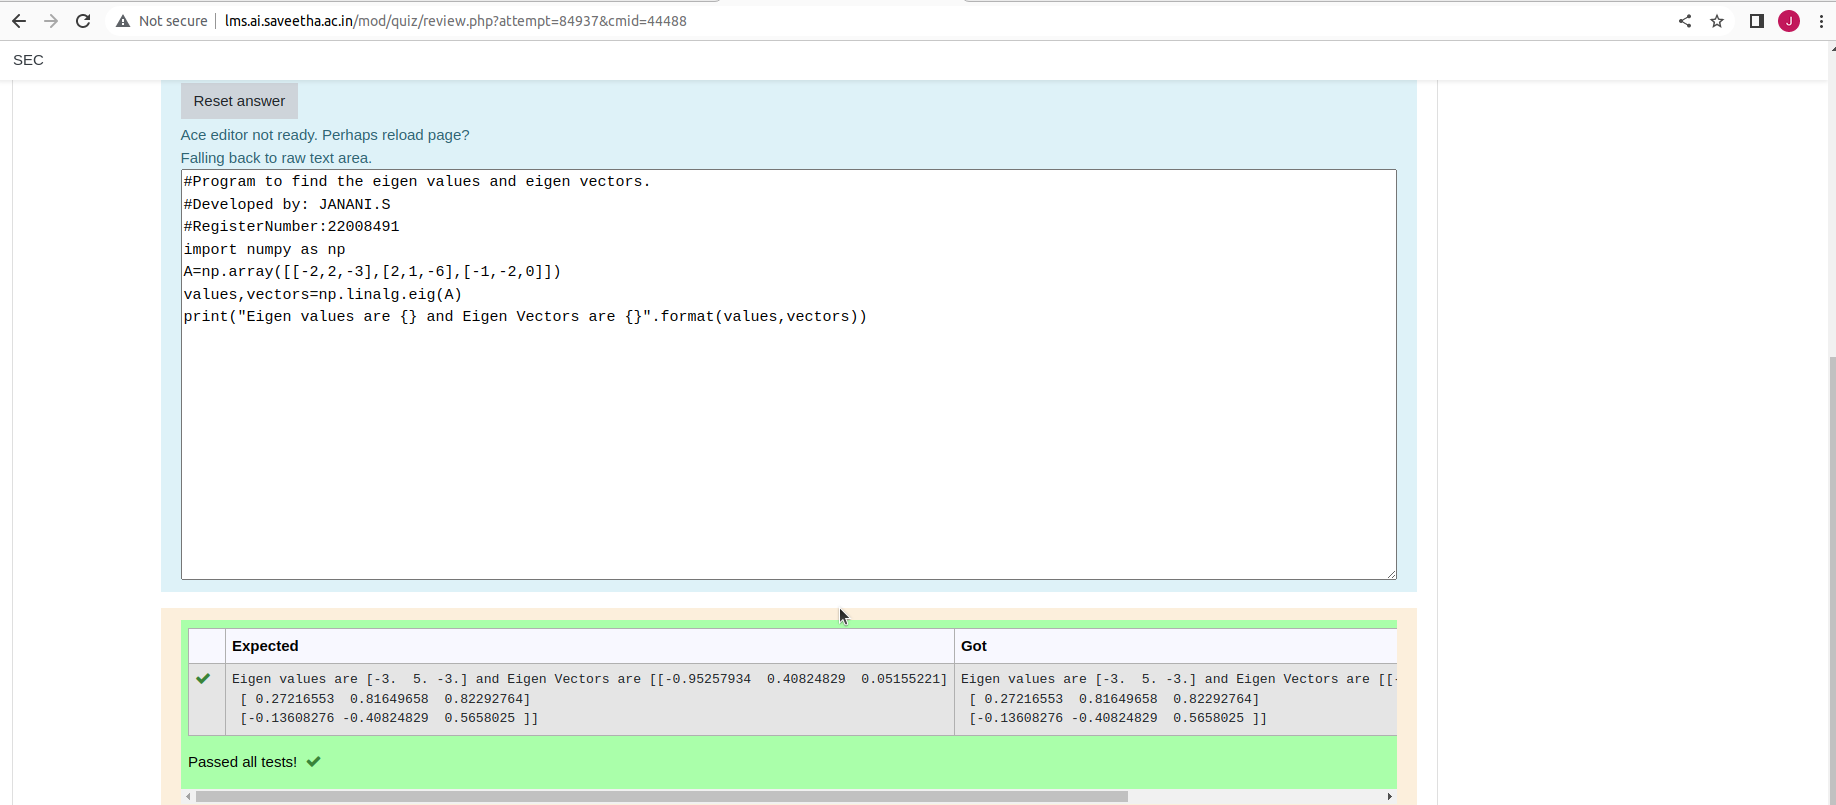 Not secure | lms.ai.saveetha.ac.in/mod/quiz/review.php?attempt=84937&cmid=44488
J
SEC
Reset answer
Ace editor not ready. Perhaps reload page?
Falling back to raw text area.
#Program to find the eigen values and eigen vectors.
#Developed by: JANANI.S
#RegisterNumber:22008491
import numpy as np
A=np.array([[-2,2,-3],[2,1,-6],[-1,-2,0]])
values,vectors=np.linalg.eig(A)
print("Eigen values are {} and Eigen Vectors are {}".format(values,vectors))
Expected Got
Eigen values are [-3.  5. -3.] and Eigen Vectors are [[-0.95257934  0.40824829  0.05155221] Eigen values are [-3.  5. -3.] and Eigen Vectors are [[-
[ 0.27216553  0.81649658  0.82292764] [ 0.27216553  0.81649658  0.82292764]
[-0.13608276 -0.40824829  0.5658025 ]] [-0.13608276 -0.40824829  0.5658025 ]]
Passed all tests!